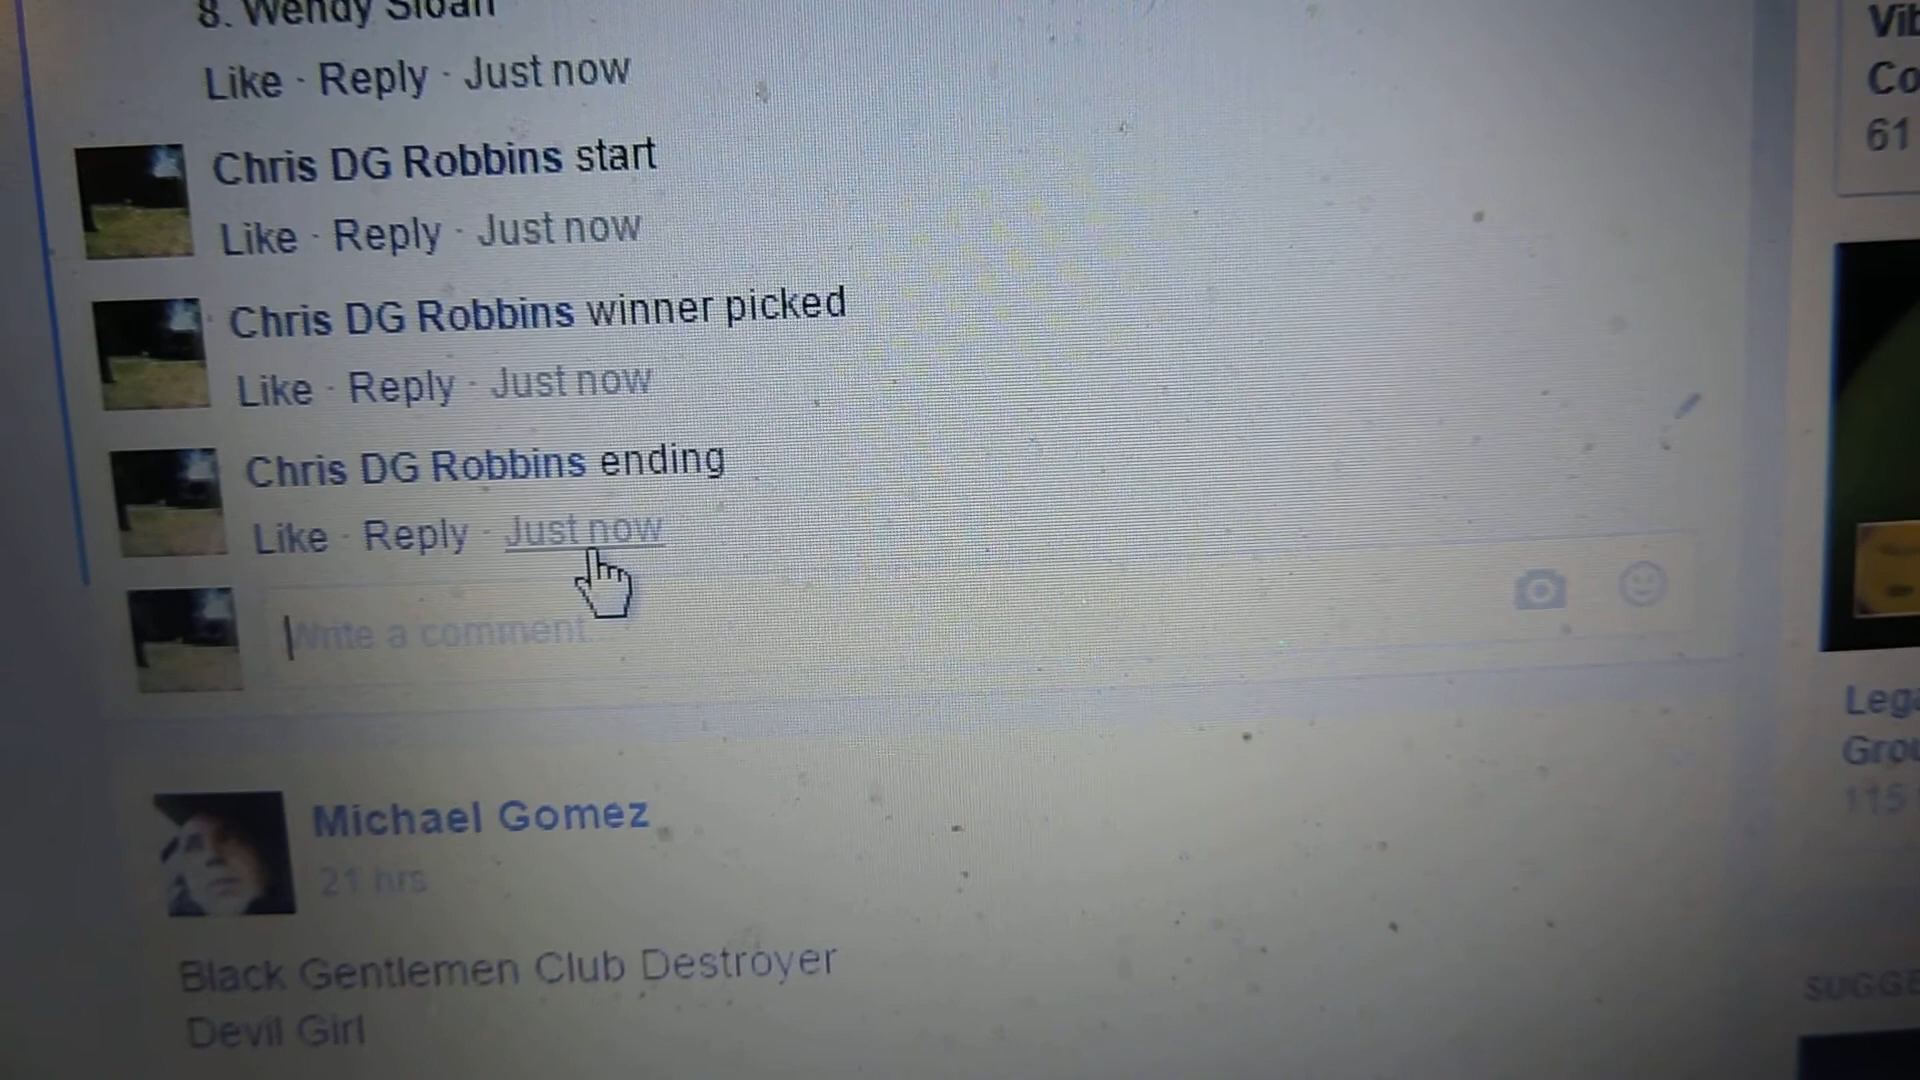 8. Wendy Sloan
Like · Reply · Just now
Chris DG Robbins start
Like · Reply · Just now
Chris DG Robbins winner picked
Like · Reply · Just now
Chris DG Robbins ending
Like · Reply · Just now
Write a comment...
Michael Gomez
21 hrs
Black Gentlemen Club Destroyer
Devil Girl
61
115